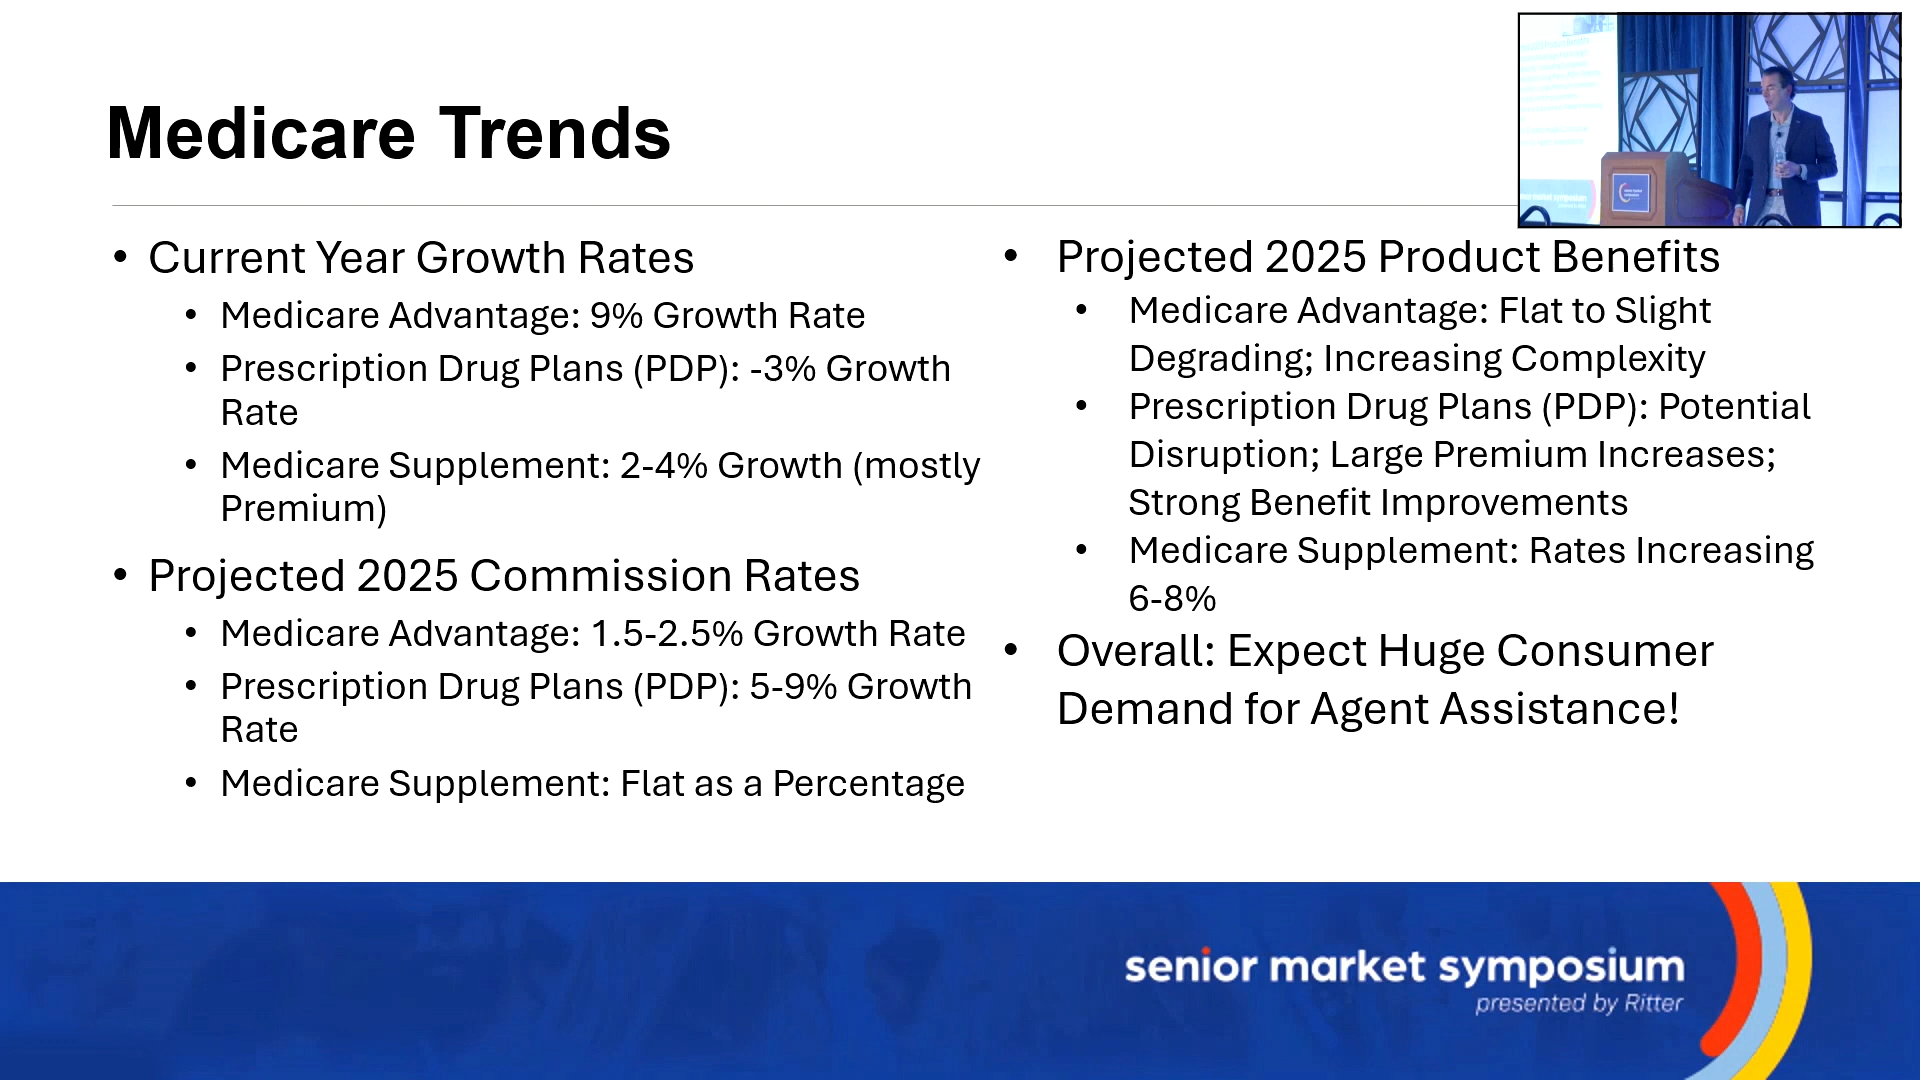 Medicare Trends
• Current Year Growth Rates
• Medicare Advantage: 9% Growth Rate
• Prescription Drug Plans (PDP): -3% Growth
Rate
• Medicare Supplement: 2-4% Growth (mostly
Premium)
• Projected 2025 Commission Rates
• Medicare Advantage: 1.5-2.5% Growth Rate
• Prescription Drug Plans (PDP): 5-9% Growth
Rate
• Medicare Supplement: Flat as a Percentage
• Projected 2025 Product Benefits
• Medicare Advantage: Flat to Slight
Degrading; Increasing Complexity
• Prescription Drug Plans (PDP): Potential
Disruption; Large Premium Increases;
Strong Benefit Improvements
• Medicare Supplement: Rates Increasing
6-8%
• Overall: Expect Huge Consumer
Demand for Agent Assistance!
senior market symposium
presented by Ritter